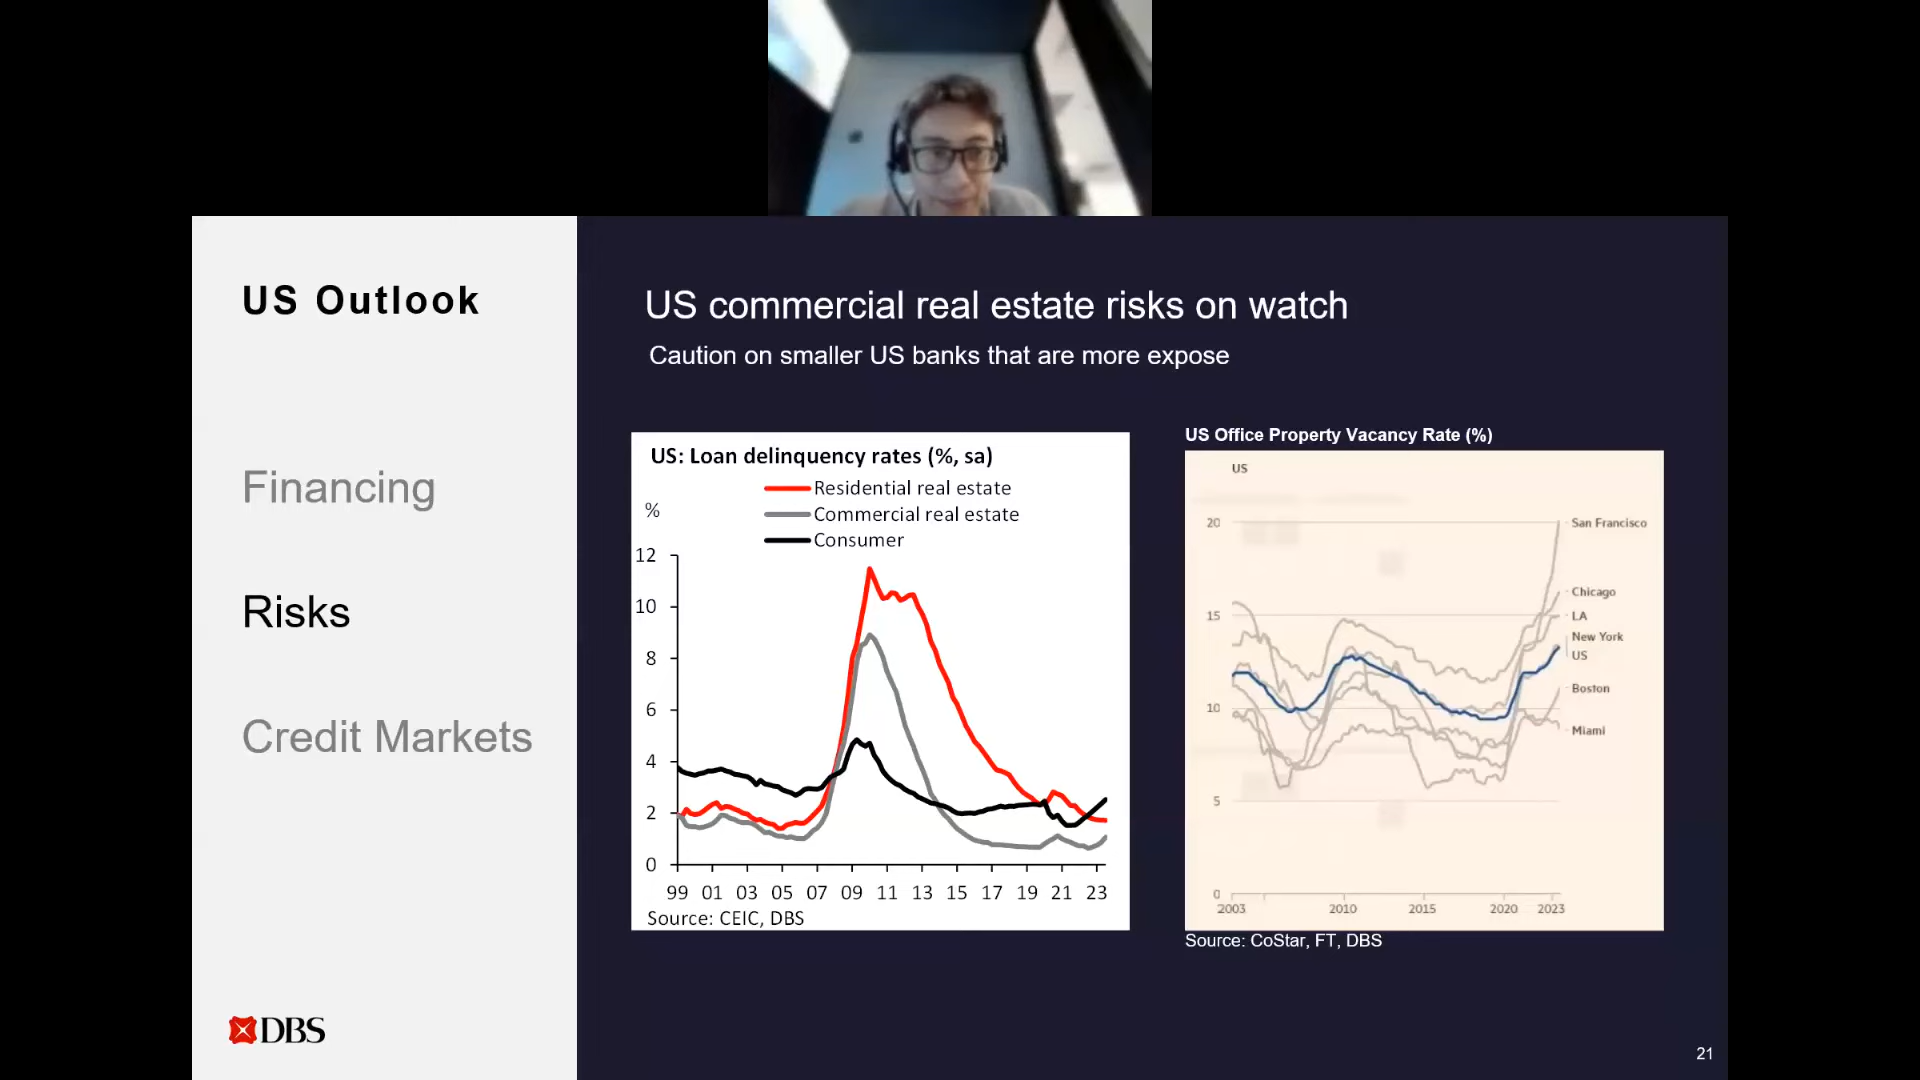 US Outlook
Financing
Risks
Credit Markets
DBS
US commercial real estate risks on watch
Caution on smaller US banks that are more expose
US: Loan delinquency rates (%, sa)
Residential real estate
Commercial real estate
Consumer
%
12
10
8
6
4
2
0
99 01 03 05 07 09 11 13 15 17 19 21 23
Source: CEIC, DBS
US Office Property Vacancy Rate (%)
US
20
15
10
5
0
San Francisco
Chicago
LA
New York
US
Boston
Miami
2003 2010 2015 2020 2023
Source: CoStar, FT, DBS
21